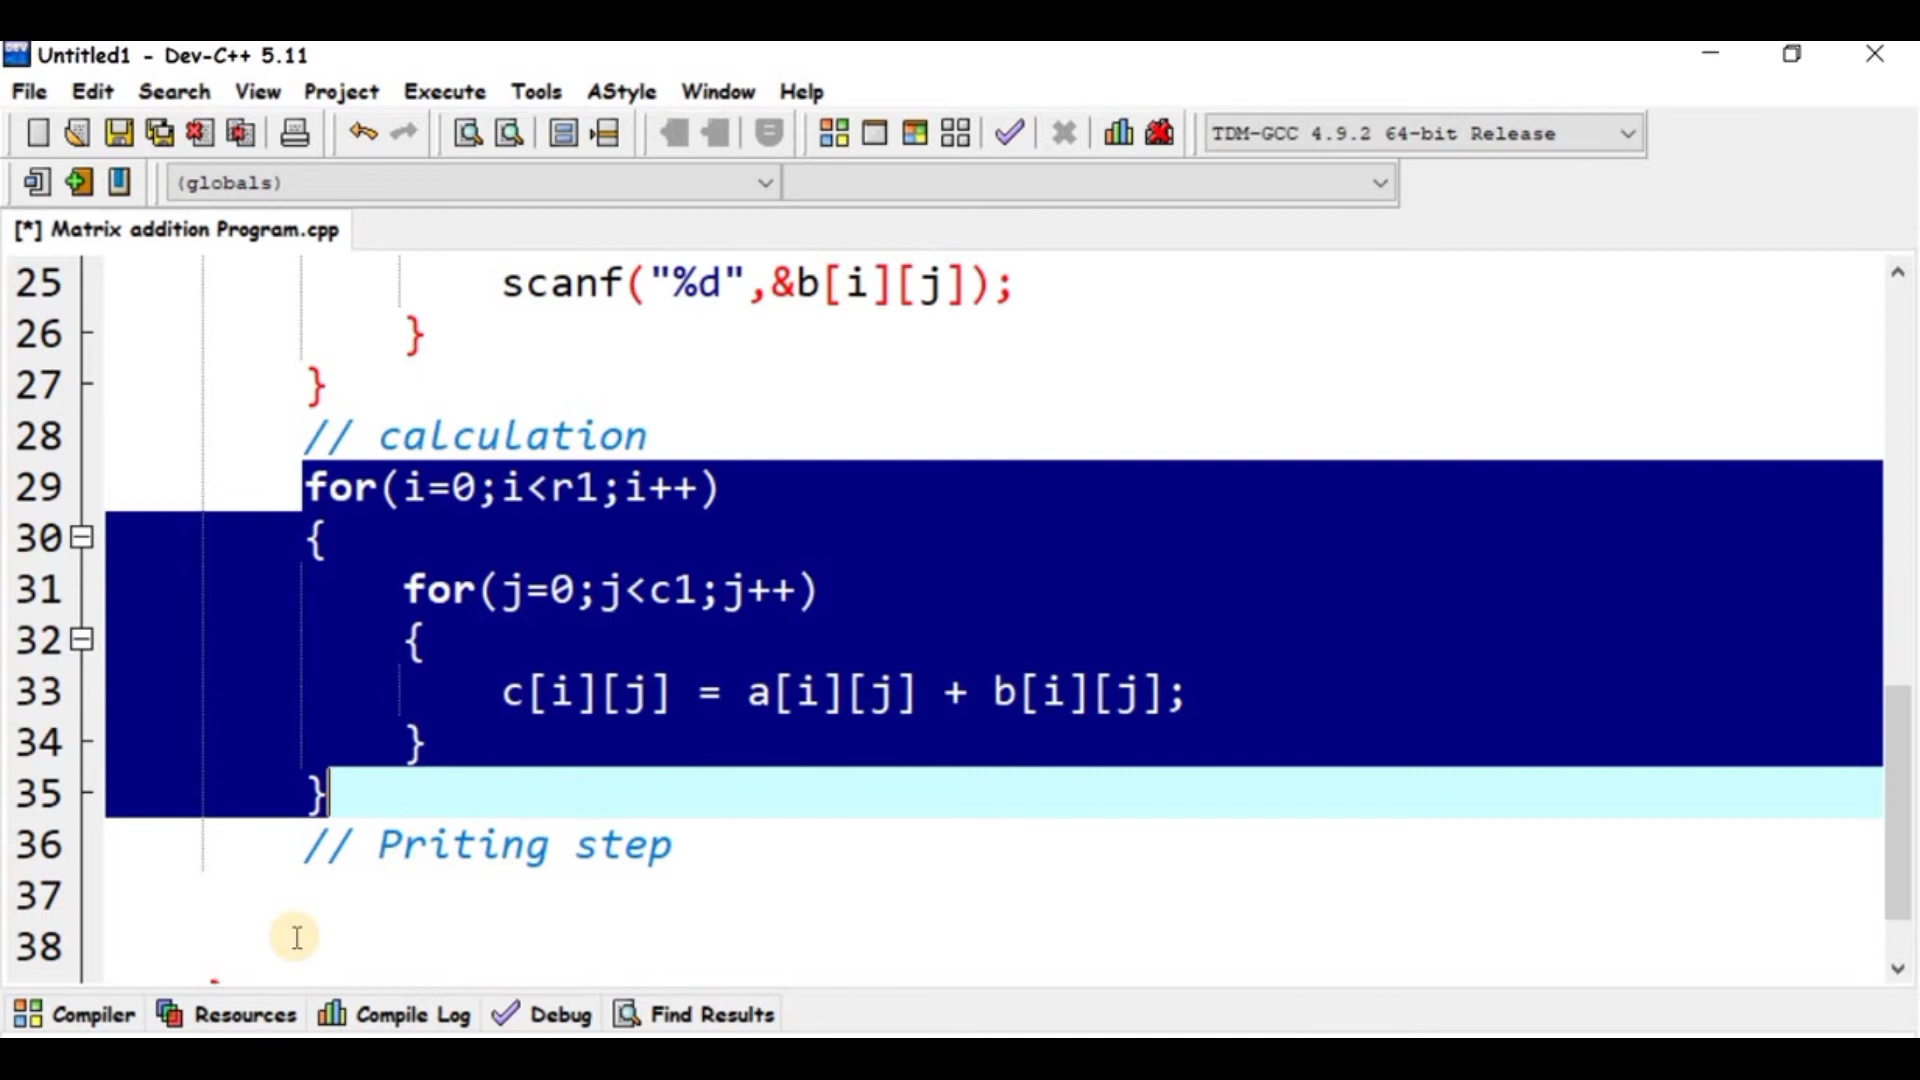 Untitled1 - Dev-C++ 5.11
File Edit Search View Project Execute Tools AStyle Window Help
TDM-GCC 4.9.2 64-bit Release
(globals)
[*] Matrix addition Program.cpp
25 scanf("%d",&b[i][j]);
26 }
27 }
28 // calculation
29 for(i=0;i<r1;i++)
30 {
31 for(j=0;j<c1;j++)
32 {
33 c[i][j] = a[i][j] + b[i][j];
34 }
35 }
36 // Priting step
37
38
Compiler Resources Compile Log Debug Find Results